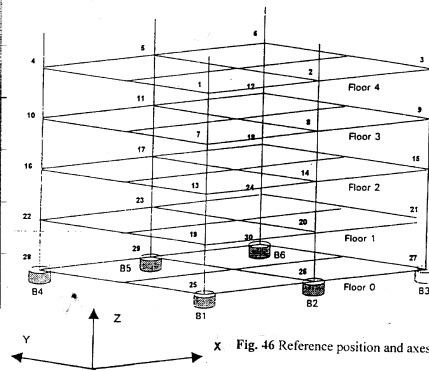 6
5
4
3
2
1
12
Floor 4
11
10
9
8
7
18
Floor 3
17
16
15
14
13
24
Floor 2
23
22
21
20
19
30
Floor 1
29
28
27
26
25
B6
B5
B4
Floor 0
B3
B2
B1
Z
Y
X
Fig. 46 Reference position and axes